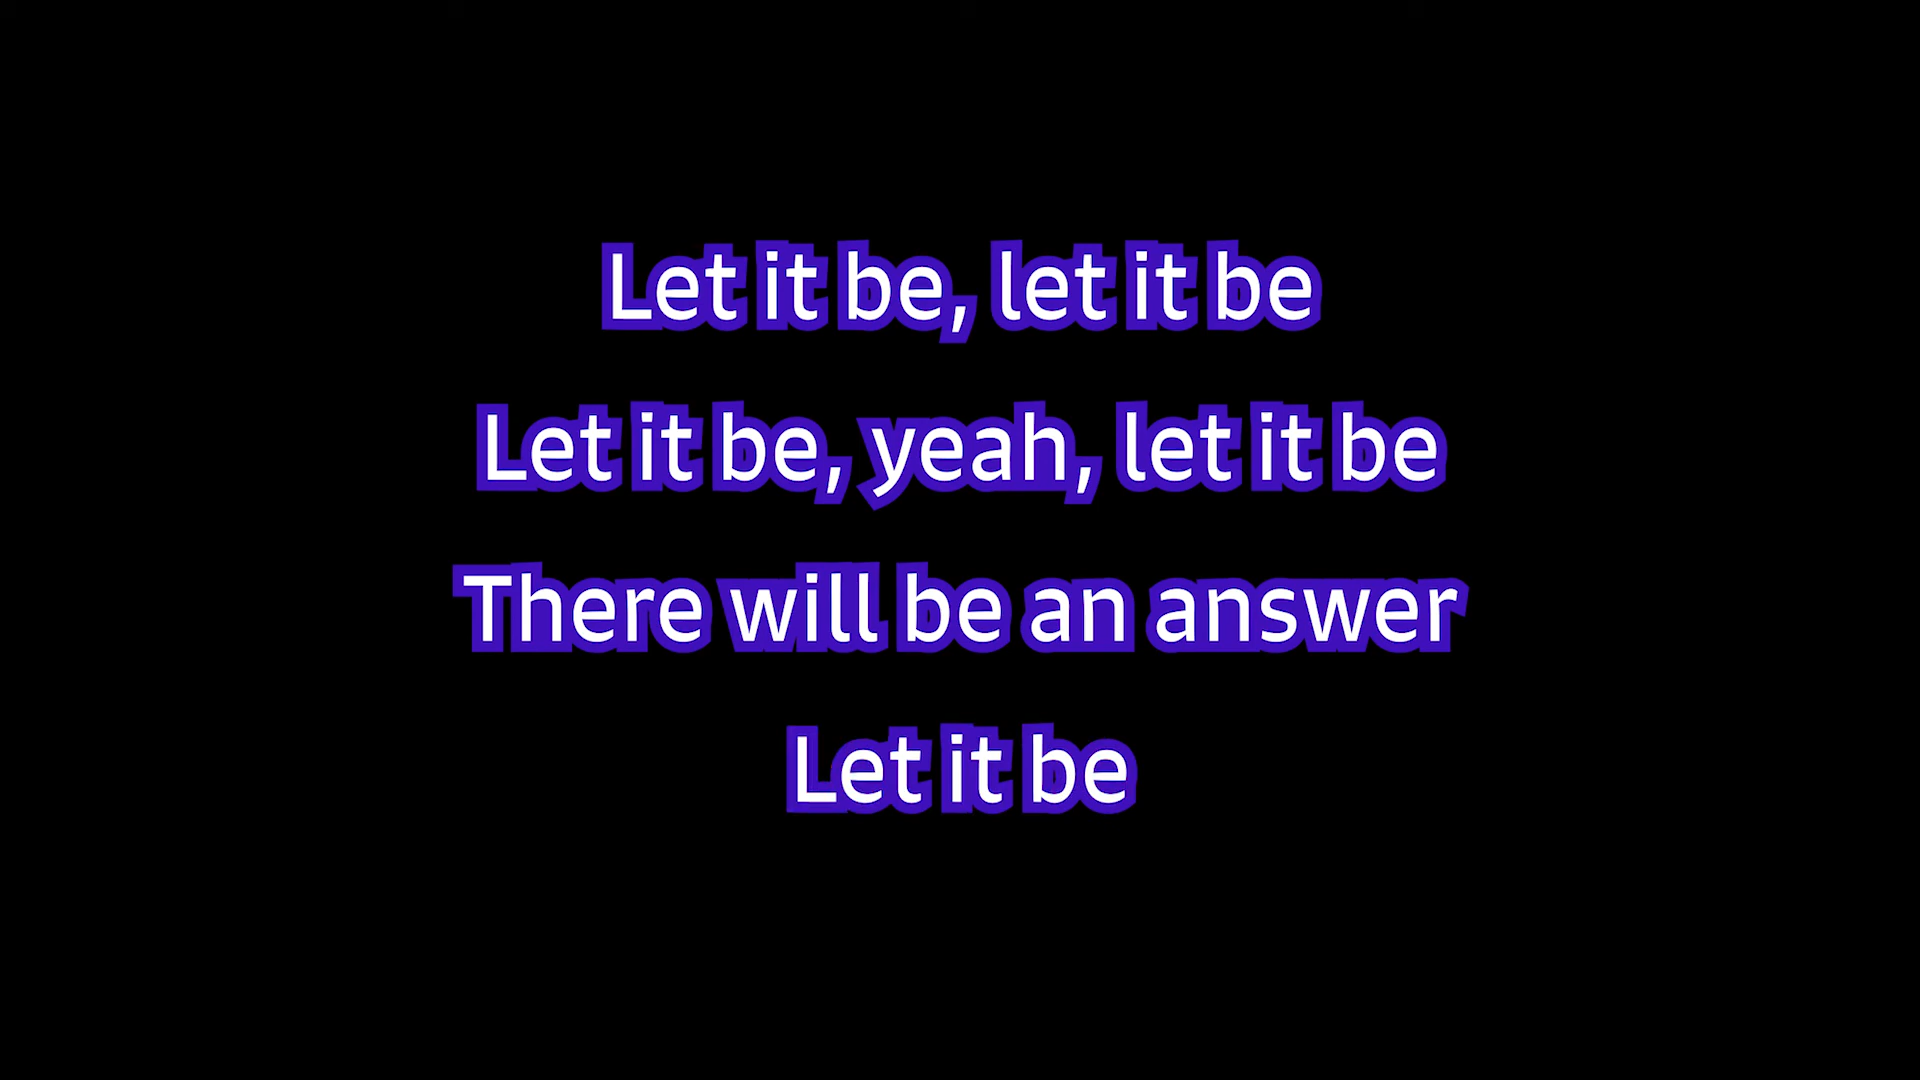 Let it be, let it be
Let it be, yeah, let it be
There will be an answer
Let it be